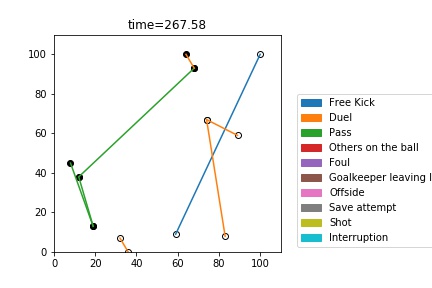 time=267.58
100
80
60
40
20
0
0 20 40 60 80 100
Free Kick
Duel
Pass
Others on the ball
Foul
Goalkeeper leaving l
Offside
Save attempt
Shot
Interruption